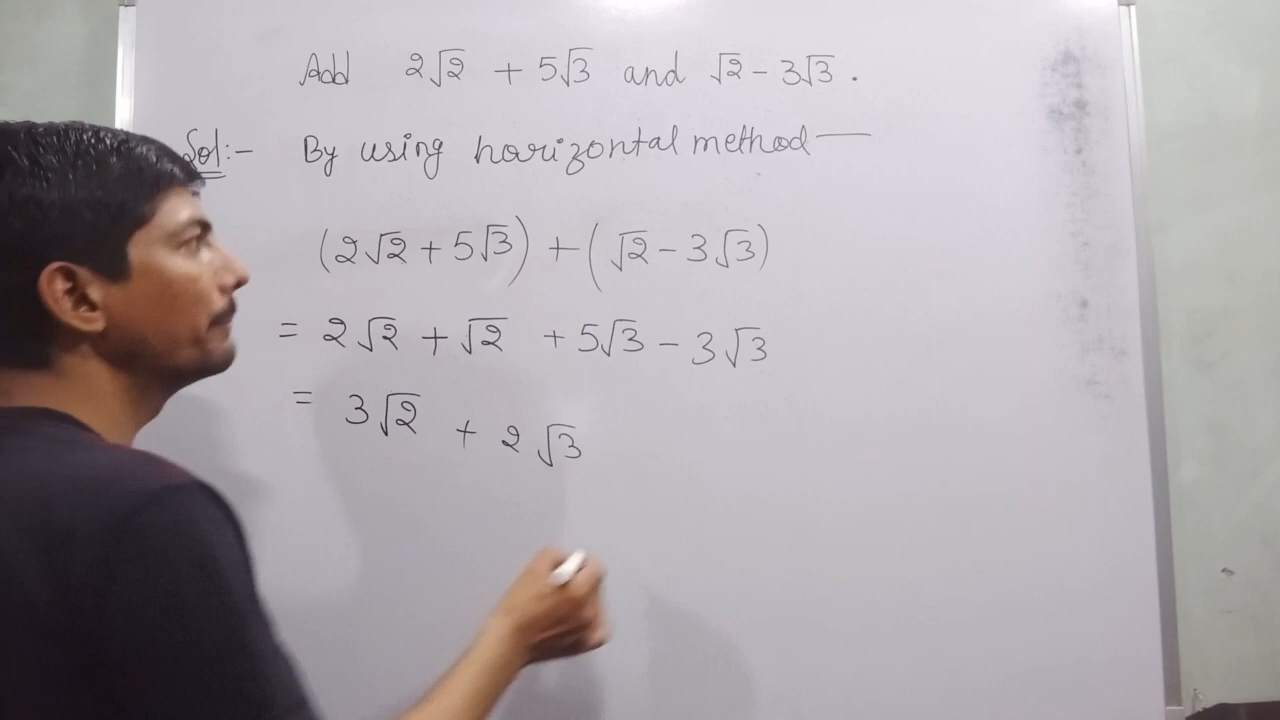 Add 2√2 + 5√3 and √2 - 3√3 .
Sol:- By using horizontal method —
(2√2 + 5√3) + (√2 - 3√3)
= 2√2 + √2 + 5√3 - 3√3
= 3√2 + 2√3